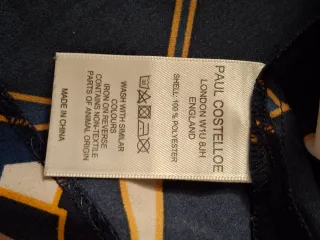 PAUL COSTELLOE
LONDON W1U 8JH
ENGLAND
SHELL: 100% POLYESTER
WASH WITH SIMILAR
COLOURS
IRON ON REVERSE
CONTAINS NON-TEXTILE
PARTS OF ANIMAL ORIGIN
MADE IN CHINA